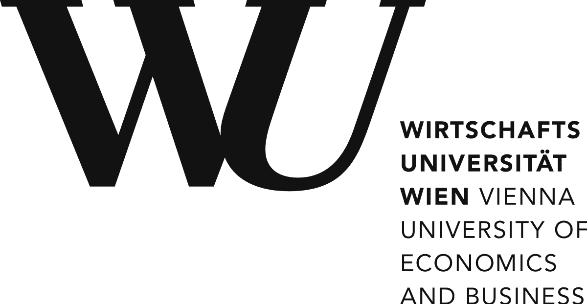 WU
WIRTSCHAFTS
UNIVERSITÄT
WIEN VIENNA
UNIVERSITY OF
ECONOMICS
AND BUSINESS